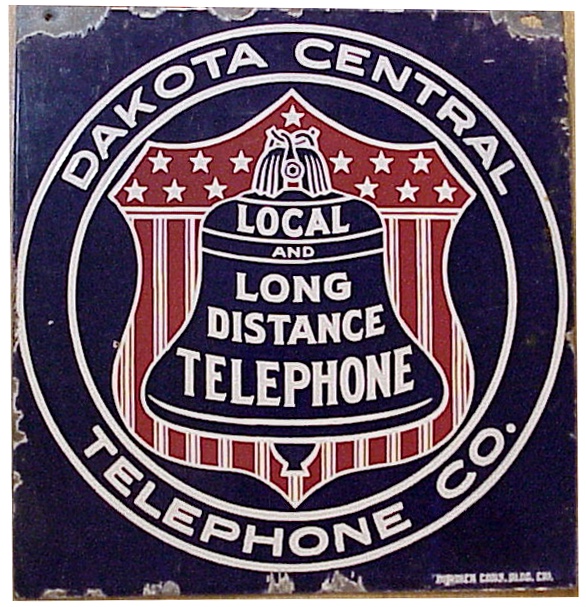 DAKOTA CENTRAL
LOCAL
AND
LONG
DISTANCE
TELEPHONE
TELEPHONE CO.